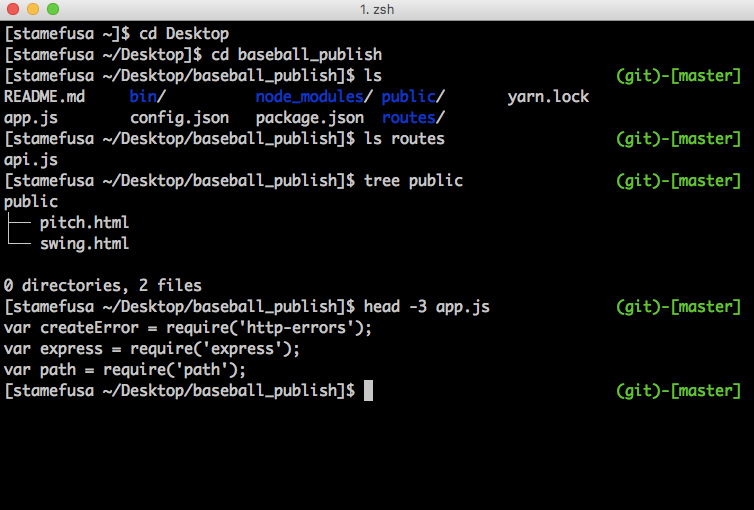 1. zsh
[stamefusa ~]$ cd Desktop
[stamefusa ~/Desktop]$ cd baseball_publish
[stamefusa ~/Desktop/baseball_publish]$ ls (git)-[master]
README.md bin/ node_modules/ public/ yarn.lock
app.js config.json package.json routes/
[stamefusa ~/Desktop/baseball_publish]$ ls routes (git)-[master]
api.js
[stamefusa ~/Desktop/baseball_publish]$ tree public (git)-[master]
public
├── pitch.html
└── swing.html
0 directories, 2 files
[stamefusa ~/Desktop/baseball_publish]$ head -3 app.js (git)-[master]
var createError = require('http-errors');
var express = require('express');
var path = require('path');
[stamefusa ~/Desktop/baseball_publish]$ (git)-[master]